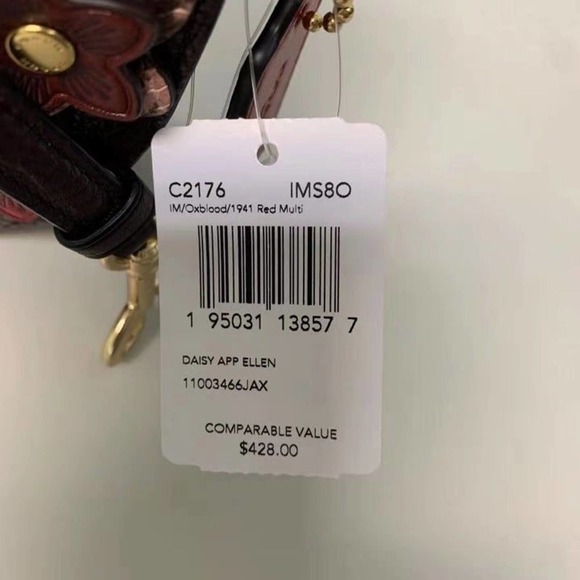 C2176 IMS8O
IM/Oxblood/1941 Red Multi
1 95031 13857 7
DAISY APP ELLEN
11003466JAX
COMPARABLE VALUE
$428.00